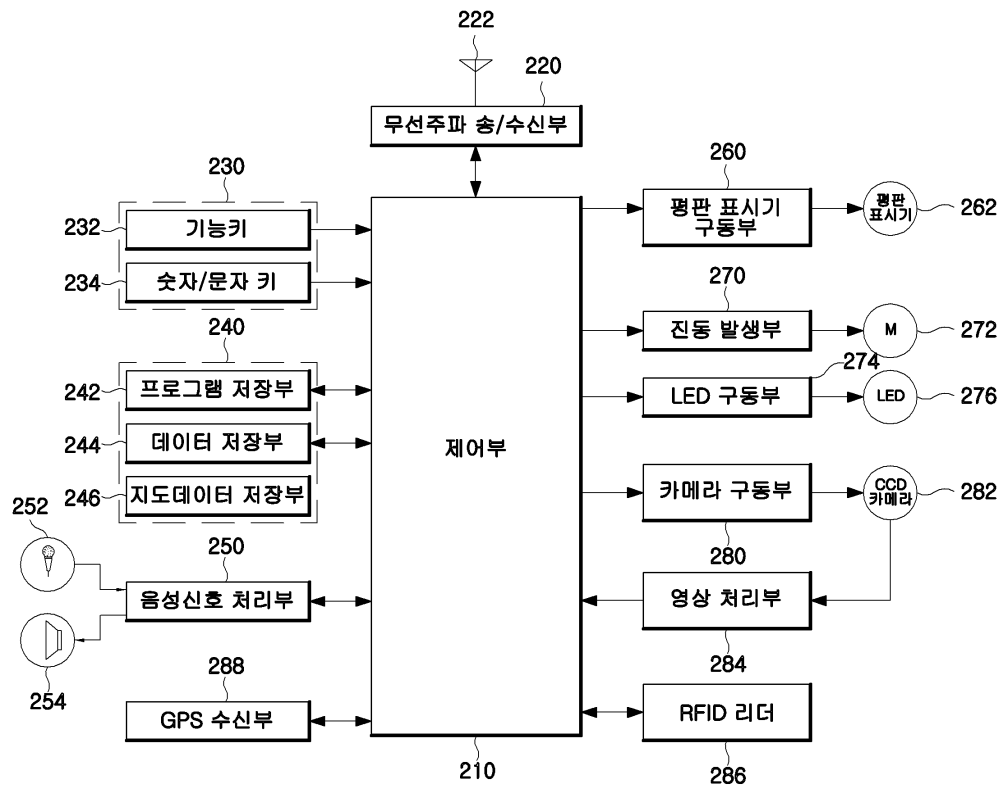 222
220
무선주파 송/수신부
230
232
기능키
234
숫자/문자 키
240
242
프로그램 저장부
244
데이터 저장부
246
지도데이터 저장부
252
250
음성신호 처리부
254
288
GPS 수신부
제어부
210
260
평판 표시기
구동부
평판
표시기
262
270
진동 발생부
M
272
274
LED 구동부
LED
276
카메라 구동부
280
CCD
카메라
282
영상 처리부
284
RFID 리더
286